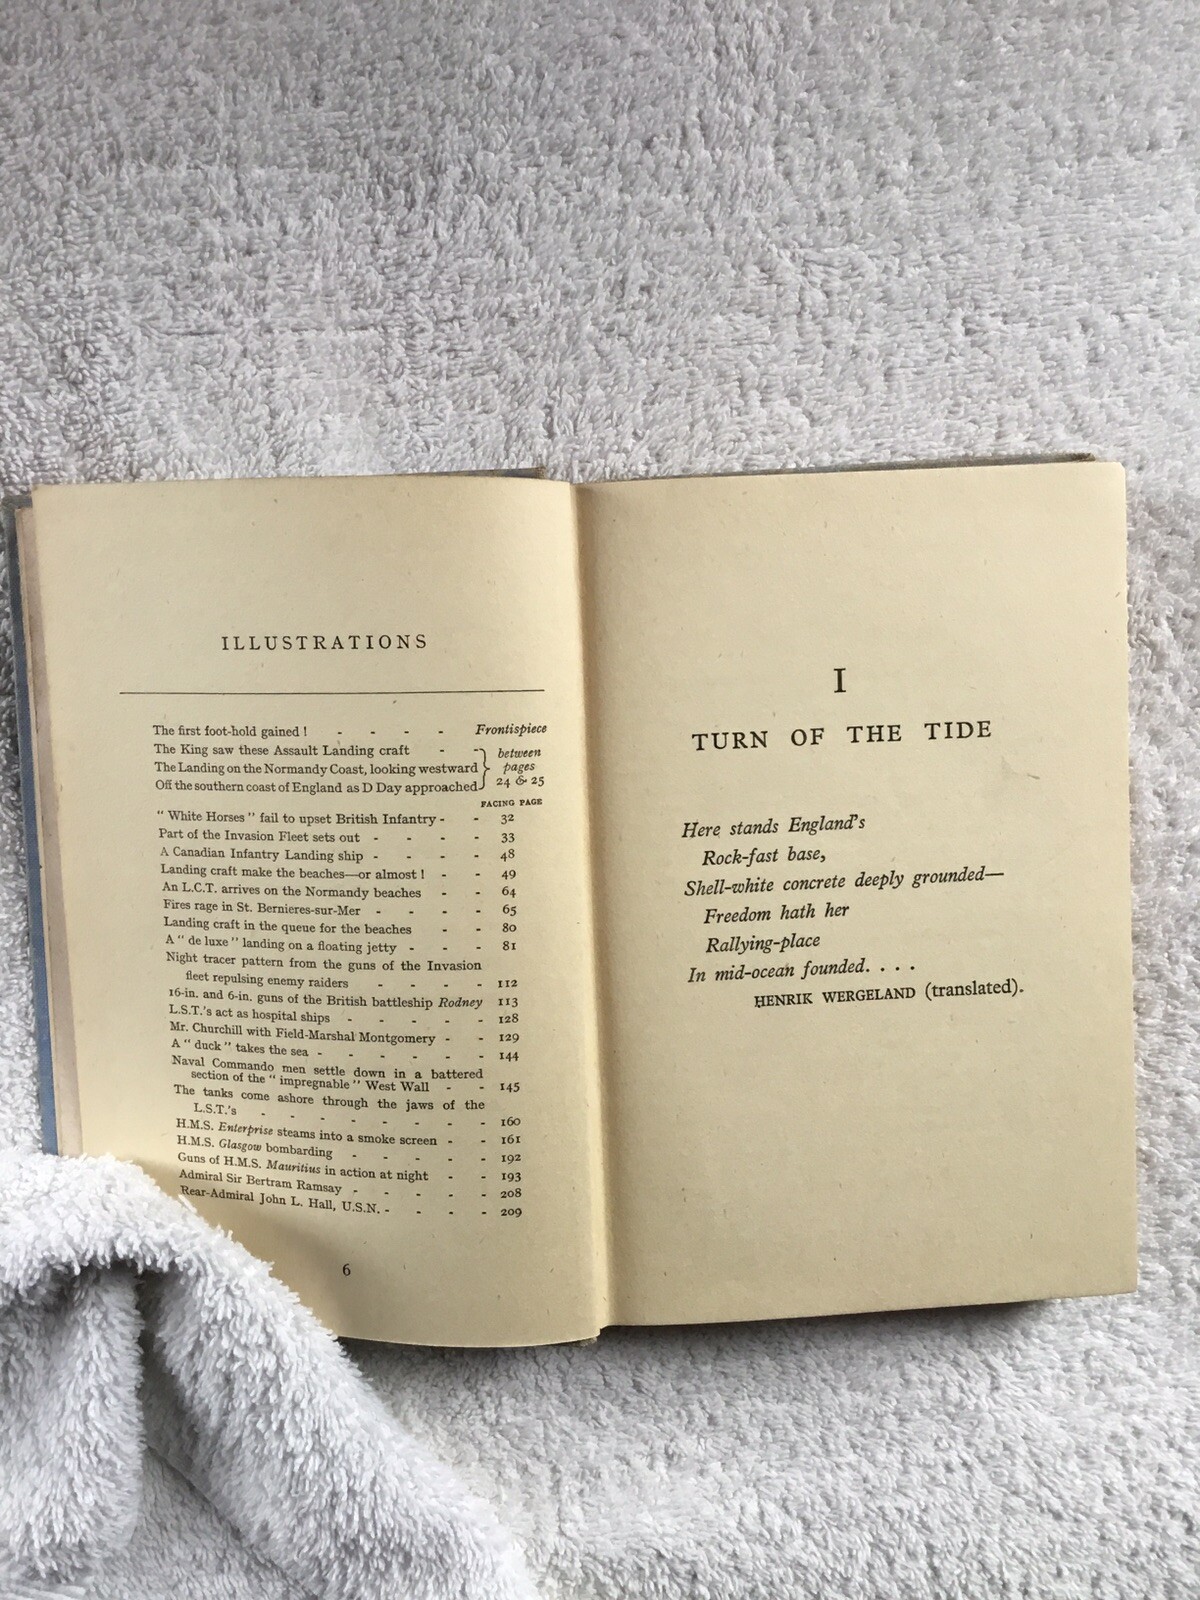 ILLUSTRATIONS
The first foot-hold gained ! - - - - Frontispiece
The King saw these Assault Landing craft - - between
The Landing on the Normandy Coast, looking westward } pages
Off the southern coast of England as D Day approached 24 & 25
FACING PAGE
" White Horses " fail to upset British Infantry - - 32
Part of the Invasion Fleet sets out - - - - 33
A Canadian Infantry Landing ship - - - - 48
Landing craft make the beaches—or almost ! - - 49
An L.C.T. arrives on the Normandy beaches - - 64
Fires rage in St. Bernieres-sur-Mer - - - - 65
Landing craft in the queue for the beaches - - 80
A " de luxe " landing on a floating jetty - - - 81
Night tracer pattern from the guns of the Invasion
fleet repulsing enemy raiders - - - - 112
16-in. and 6-in. guns of the British battleship Rodney 113
L.S.T.'s act as hospital ships - - - - - 128
Mr. Churchill with Field-Marshal Montgomery - - 129
A " duck " takes the sea - - - - - - 144
Naval Commando men settle down in a battered
section of the " impregnable " West Wall - - 145
The tanks come ashore through the jaws of the
L.S.T.'s - - - - - - - 160
H.M.S. Enterprise steams into a smoke screen - - 161
H.M.S. Glasgow bombarding - - - - - 192
Guns of H.M.S. Mauritius in action at night - - 193
Admiral Sir Bertram Ramsay - - - - - 208
Rear-Admiral John L. Hall, U.S.N. - - - - 209
6
I
TURN OF THE TIDE
Here stands England's
Rock-fast base,
Shell-white concrete deeply grounded—
Freedom hath her
Rallying-place
In mid-ocean founded. . . .
HENRIK WERGELAND (translated).